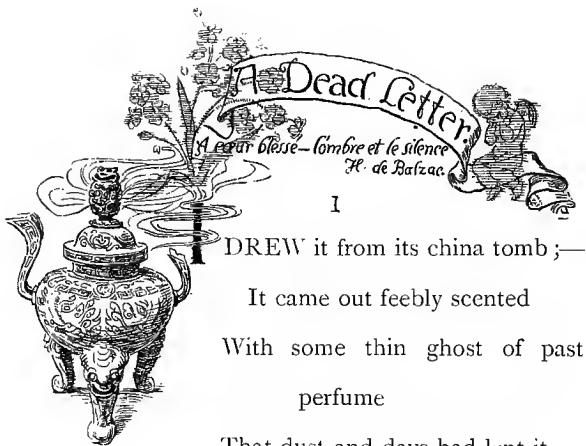 A Dead Letter
A cœur blessé – l'ombre et le silence
H. de Balzac.
I
I DREW it from its china tomb ;—
It came out feebly scented
With some thin ghost of past
perfume
That dust and days had lent it.